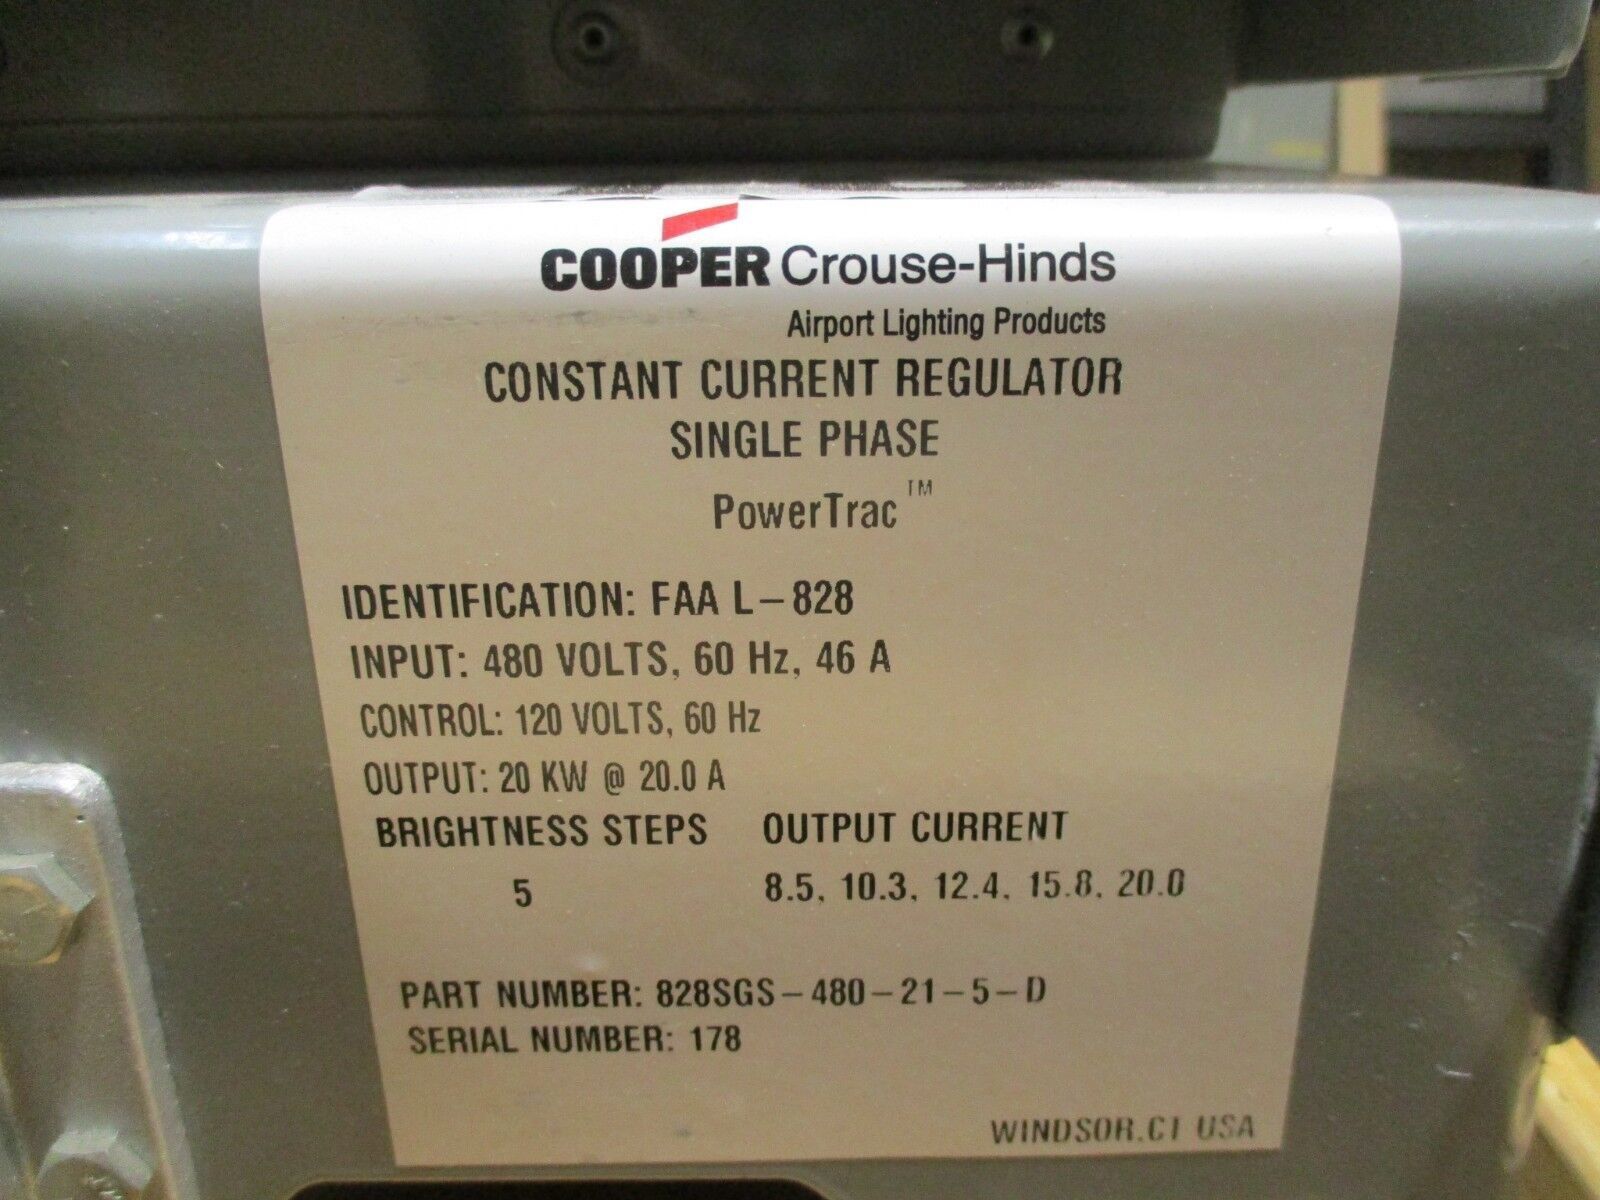 COOPER Crouse-Hinds
Airport Lighting Products
CONSTANT CURRENT REGULATOR
SINGLE PHASE
PowerTrac™
IDENTIFICATION: FAA L-828
INPUT: 480 VOLTS, 60 Hz, 46 A
CONTROL: 120 VOLTS, 60 Hz
OUTPUT: 20 KW @ 20.0 A
BRIGHTNESS STEPS OUTPUT CURRENT
5 8.5, 10.3, 12.4, 15.8, 20.0
PART NUMBER: 828SGS-480-21-5-D
SERIAL NUMBER: 178
WINDSOR, CT USA